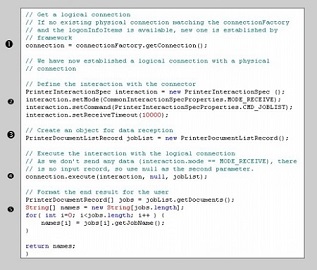 // Get a logical connection
// If no existing physical connection matching the connectionFactory
// and the logonInfoItems is available, new one is established by
// framework
❶ connection = connectionFactory.getConnection();
// We have now established a logical connection with a physical
// connection
// Define the interaction with the connector
PrinterInteractionSpec interaction = new PrinterInteractionSpec ();
❷ interaction.setMode(CommonInteractionSpecProperties.MODE_RECEIVE);
interaction.setCommand(PrinterInteractionSpecProperties.CMD_JOBLIST);
interaction.setReceiveTimeout(10000);
// Create an object for data reception
❸ PrinterDocumentListRecord jobList = new PrinterDocumentListRecord();
// Execute the interaction with the logical connection
// As we don't send any data (interaction.mode == MODE_RECEIVE), there
// is no input record, so use null as the second parameter.
❹ connection.execute(interaction, null, jobList);
// Format the end result for the user
PrinterDocumentRecord[] jobs = jobList.getDocuments();
❺ String[] names = new String[jobs.length];
for( int i=0; i<jobs.length; i++ ) {
names[i] = jobs[i].getJobName();
}
return names;
}